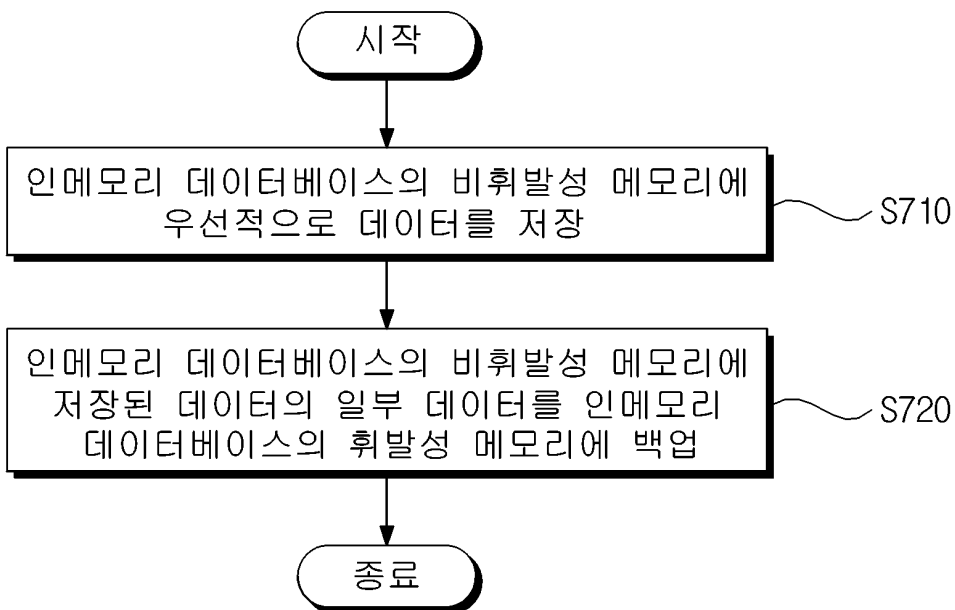 시작
인메모리 데이터베이스의 비휘발성 메모리에
우선적으로 데이터를 저장
S710
인메모리 데이터베이스의 비휘발성 메모리에
저장된 데이터의 일부 데이터를 인메모리
데이터베이스의 휘발성 메모리에 백업
S720
종료